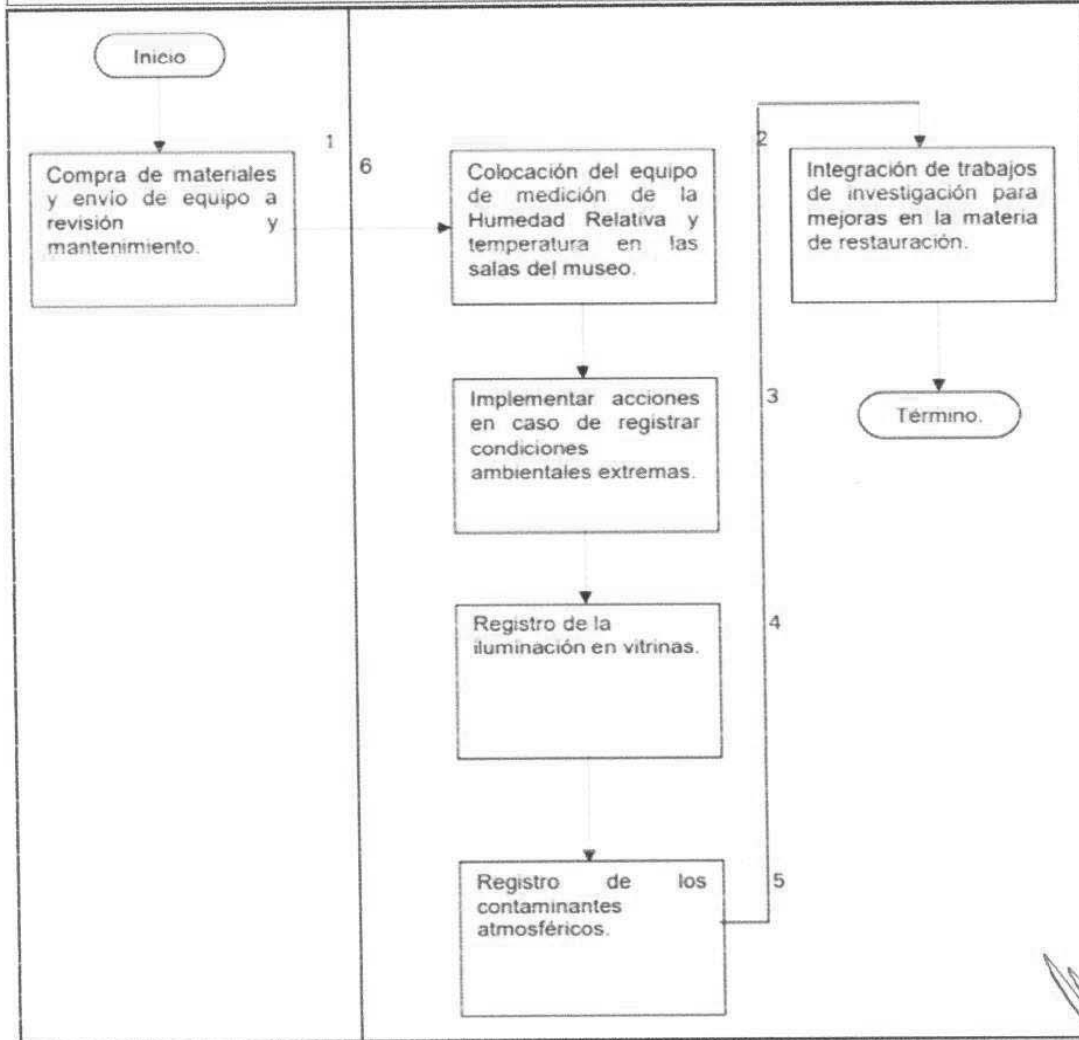 Inicio
1
Compra de materiales
y envío de equipo a
revisión y
mantenimiento.
6
Colocación del equipo
de medición de la
Humedad Relativa y
temperatura en las
salas del museo.
2
Implementar acciones
en caso de registrar
condiciones
ambientales extremas.
3
Registro de la
iluminación en vitrinas.
4
Registro de los
contaminantes
atmosféricos.
5
Integración de trabajos
de investigación para
mejoras en la materia
de restauración.
Término.